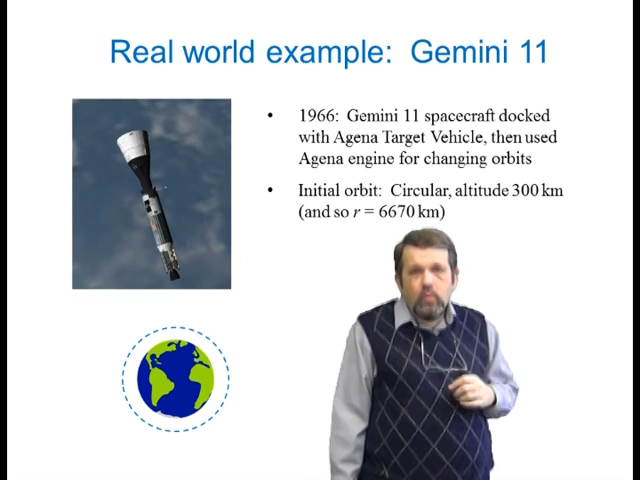 Real world example:  Gemini 11
• 1966:  Gemini 11 spacecraft docked
with Agena Target Vehicle, then used
Agena engine for changing orbits
• Initial orbit:  Circular, altitude 300 km
(and so r = 6670 km)